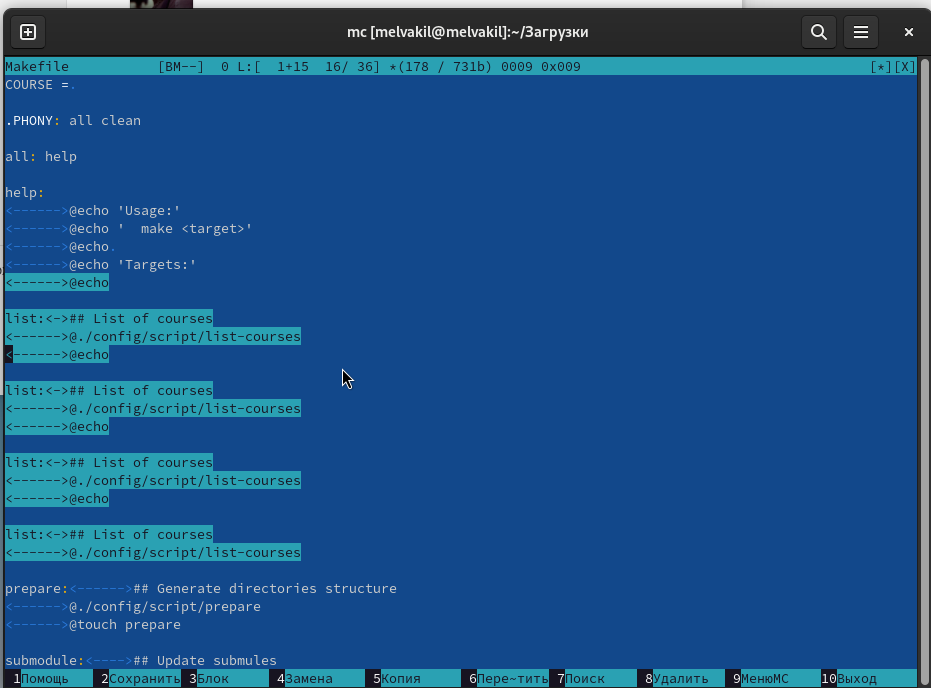 mc [melvakil@melvakil]:~/Загрузки
Makefile [BM--] 0 L:[ 1+15 16/ 36] *(178 / 731b) 0009 0x009 [*][X]
COURSE =.
.PHONY: all clean
all: help
help:
<------>@echo 'Usage:'
<------>@echo '  make <target>'
<------>@echo.
<------>@echo 'Targets:'
<------>@echo
list:<->## List of courses
<------>@./config/script/list-courses
<------>@echo
list:<->## List of courses
<------>@./config/script/list-courses
<------>@echo
list:<->## List of courses
<------>@./config/script/list-courses
<------>@echo
list:<->## List of courses
<------>@./config/script/list-courses
prepare:<------>## Generate directories structure
<------>@./config/script/prepare
<------>@touch prepare
submodule:<---->## Update submules
1Помощь 2Сохранить 3Блок 4Замена 5Копия 6Пере~тить 7Поиск 8Удалить 9МенюМС 10Выход